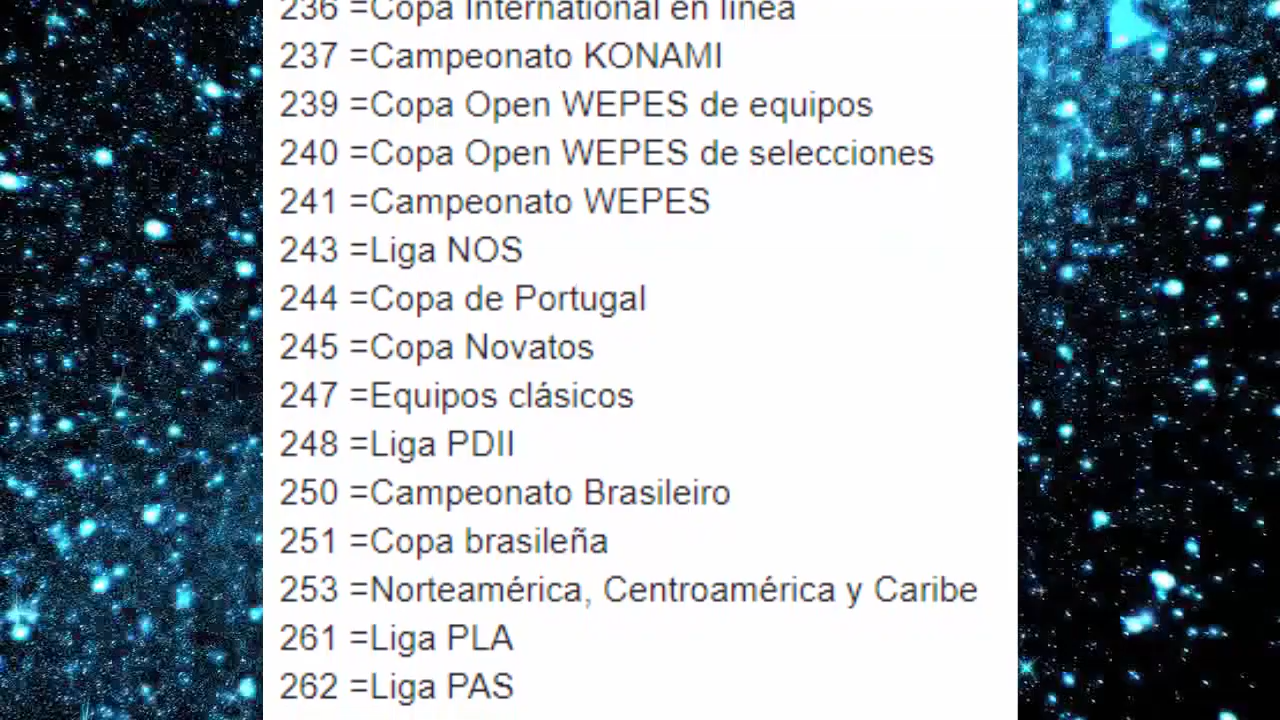 236 =Copa International en línea
237 =Campeonato KONAMI
239 =Copa Open WEPES de equipos
240 =Copa Open WEPES de selecciones
241 =Campeonato WEPES
243 =Liga NOS
244 =Copa de Portugal
245 =Copa Novatos
247 =Equipos clásicos
248 =Liga PDII
250 =Campeonato Brasileiro
251 =Copa brasileña
253 =Norteamérica, Centroamérica y Caribe
261 =Liga PLA
262 =Liga PAS